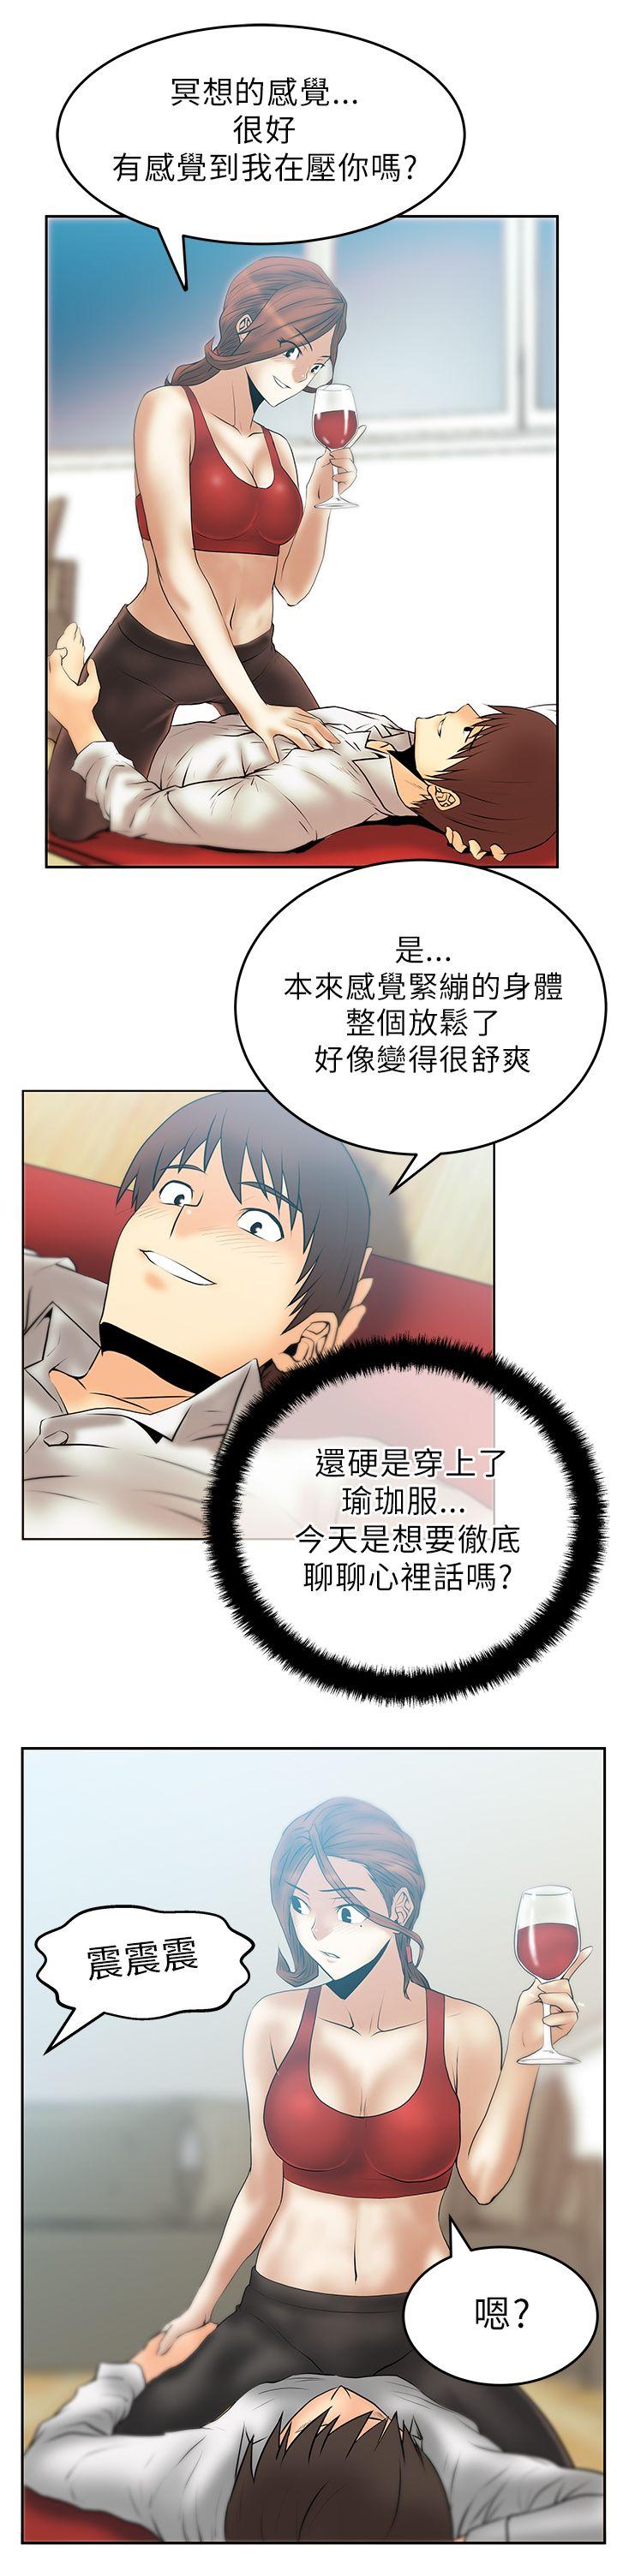 冥想的感覺...
很好
有感覺到我在壓你嗎?
是...
本來感覺緊繃的身體
整個放鬆了
好像變得很舒爽
還硬是穿上了
瑜珈服...
今天是想要徹底
聊聊心裡話嗎?
震震震
嗯?